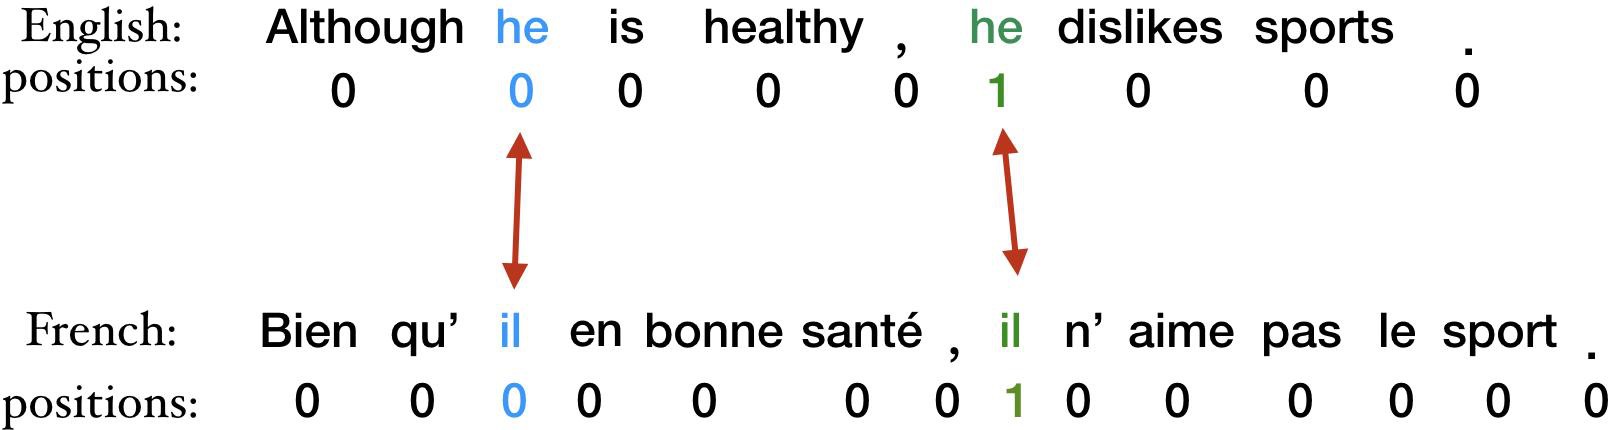 English: Although he is healthy , he dislikes sports .
positions: 0 0 0 0 0 1 0 0 0
French: Bien qu’ il en bonne santé , il n’ aime pas le sport .
positions: 0 0 0 0 0 0 0 1 0 0 0 0 0 0